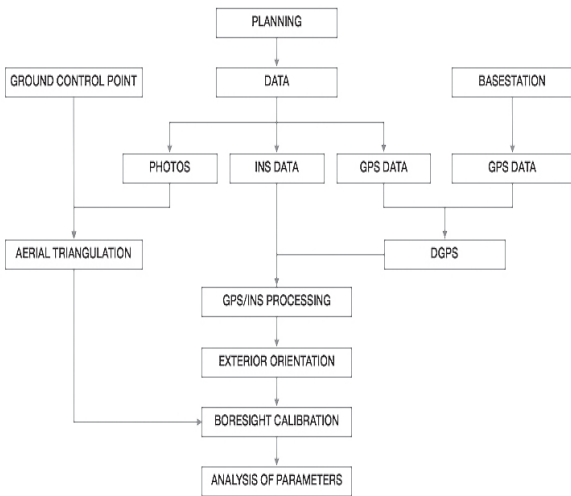 PLANNING
GROUND CONTROL POINT
DATA
BASESTATION
PHOTOS
INS DATA
GPS DATA
GPS DATA
AERIAL TRIANGULATION
DGPS
GPS/INS PROCESSING
EXTERIOR ORIENTATION
BORESIGHT CALIBRATION
ANALYSIS OF PARAMETERS